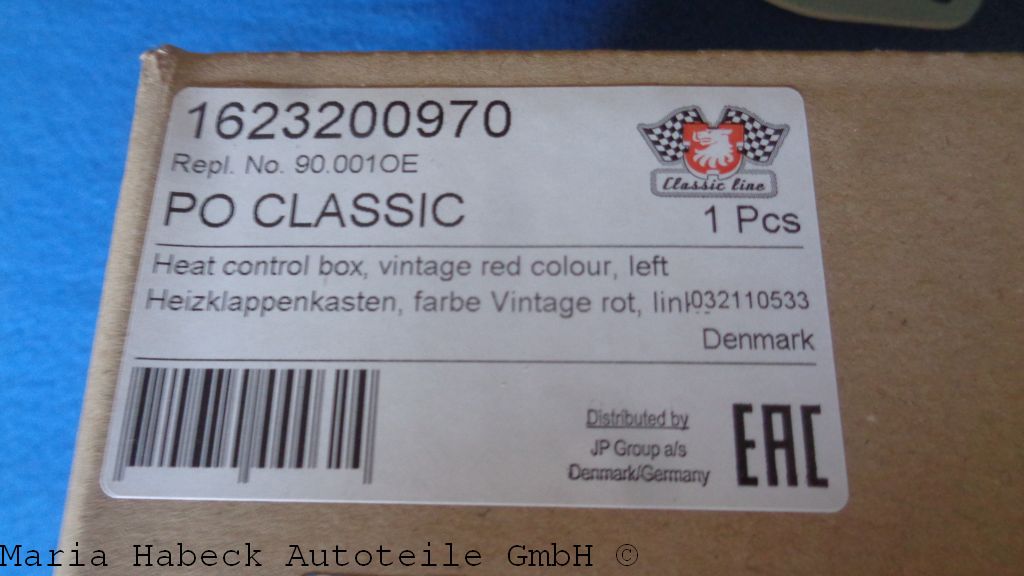 1623200970
Repl. No. 90.001OE
PO CLASSIC
Classic line
1 Pcs
Heat control box, vintage red colour, left
Heizklappenkasten, farbe Vintage rot, 032110533
Denmark
Distributed by
JP Group a/s
Denmark/Germany
EAC
Maria Habeck Autoteile GmbH ©